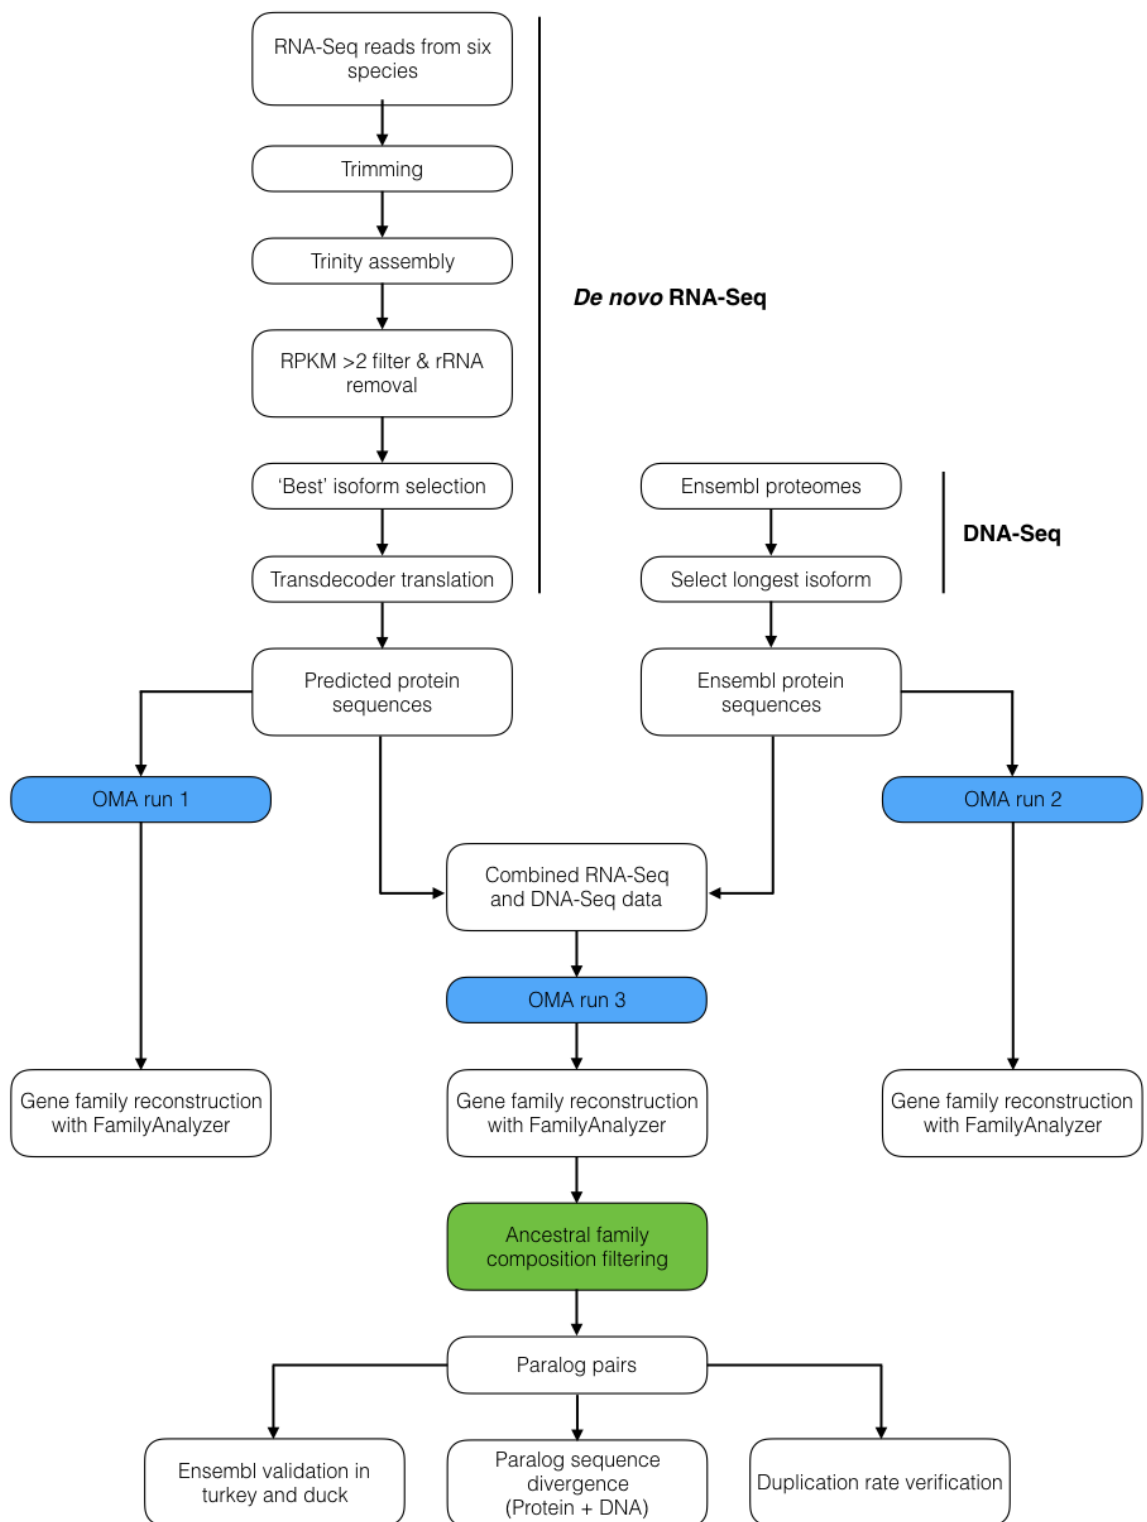 RNA-Seq reads from six
species
Trimming
Trinity assembly
De novo RNA-Seq
RPKM >2 filter & rRNA
removal
‘Best’ isoform selection
Ensembl proteomes
DNA-Seq
Transdecoder translation
Select longest isoform
Predicted protein
sequences
Ensembl protein
sequences
OMA run 1
OMA run 2
Combined RNA-Seq
and DNA-Seq data
OMA run 3
Gene family reconstruction
with FamilyAnalyzer
Gene family reconstruction
with FamilyAnalyzer
Gene family reconstruction
with FamilyAnalyzer
Ancestral family
composition filtering
Paralog pairs
Ensembl validation in
turkey and duck
Paralog sequence
divergence
(Protein + DNA)
Duplication rate verification